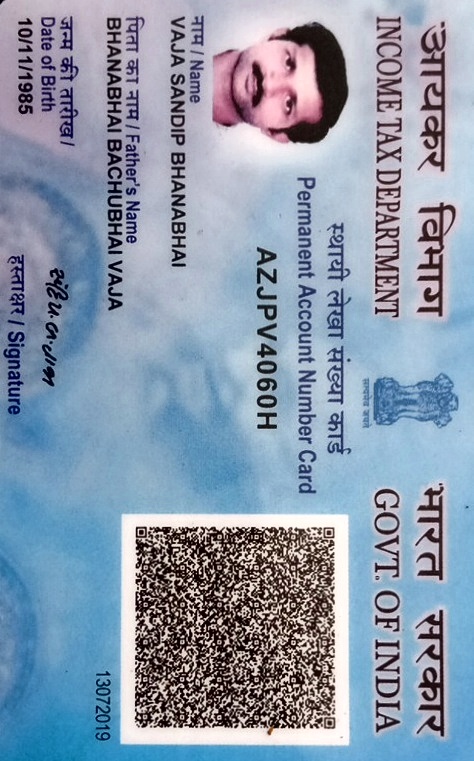 आयकर विभाग
INCOME TAX DEPARTMENT
भारत सरकार
GOVT. OF INDIA
सत्यमेव जयते
स्थायी लेखा संख्या कार्ड
Permanent Account Number Card
AZJPV4060H
नाम / Name
VAJA SANDIP BHANABHAI
पिता का नाम / Father's Name
BHANABHAI BACHUBHAI VAJA
जन्म की तारीख /
Date of Birth
10/11/1985
हस्ताक्षर / Signature
13072019